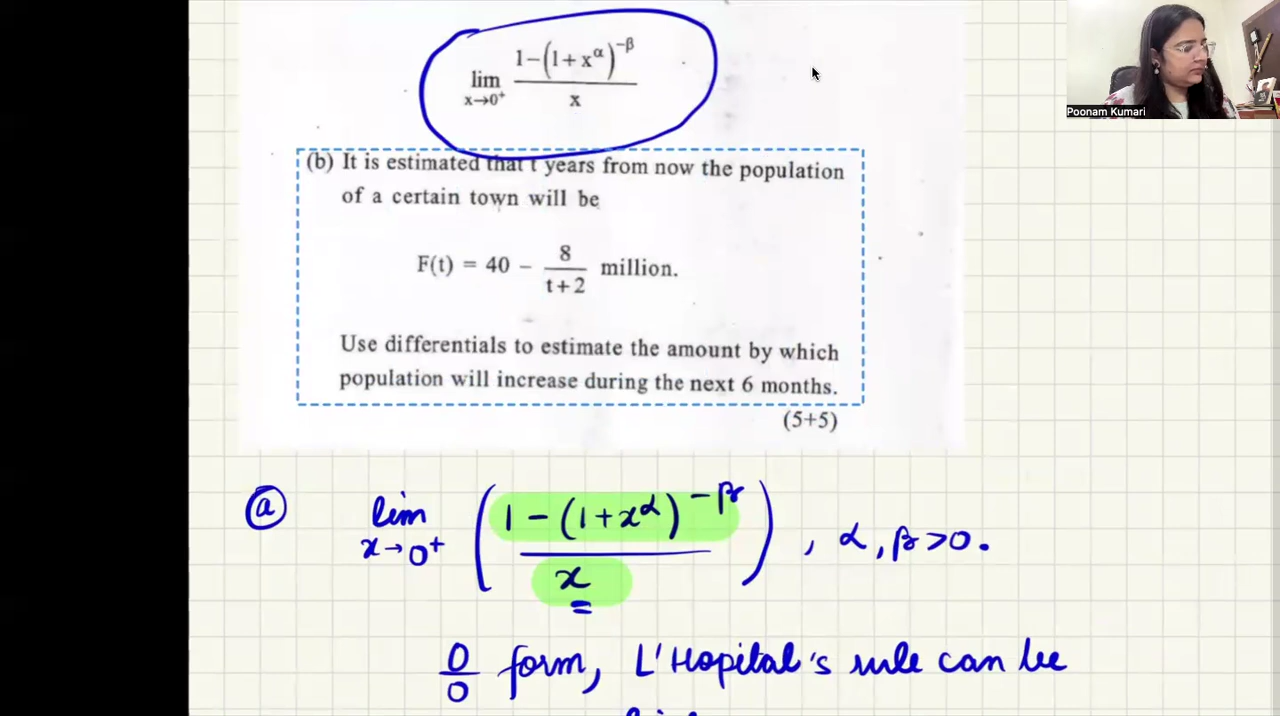 lim x→0⁺ 1−(1+x^α)^−β / x
Poonam Kumari
(b) It is estimated that t years from now the population
of a certain town will be
F(t) = 40 − 8/(t+2) million.
Use differentials to estimate the amount by which
population will increase during the next 6 months.
(5+5)
ⓐ lim x→0⁺ (1−(1+x^α)^−β / x), α, β>0.
0/0 form, L'Hopital's rule can be